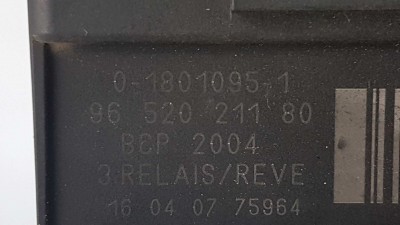 0-1801095-1
96 520 211 80
BCP 2004
3.RELAIS/REVE
16 04 07 75964